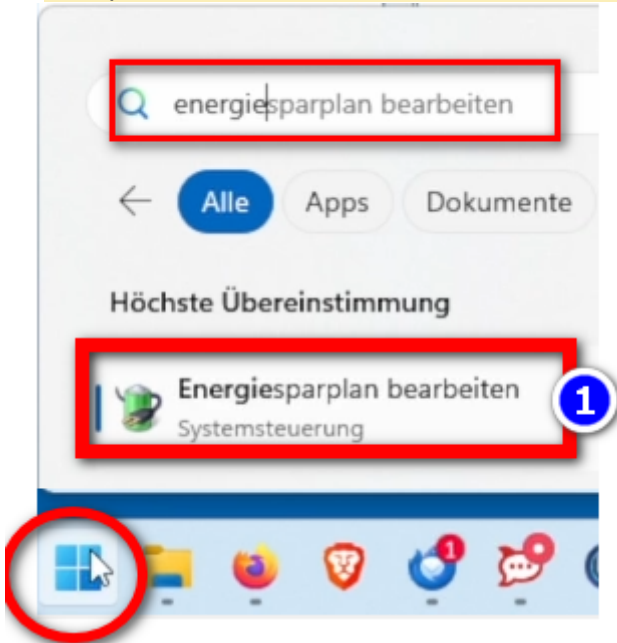 energiesparplan bearbeiten
Alle Apps Dokumente
Höchste Übereinstimmung
Energiesparplan bearbeiten
1
Systemsteuerung
1